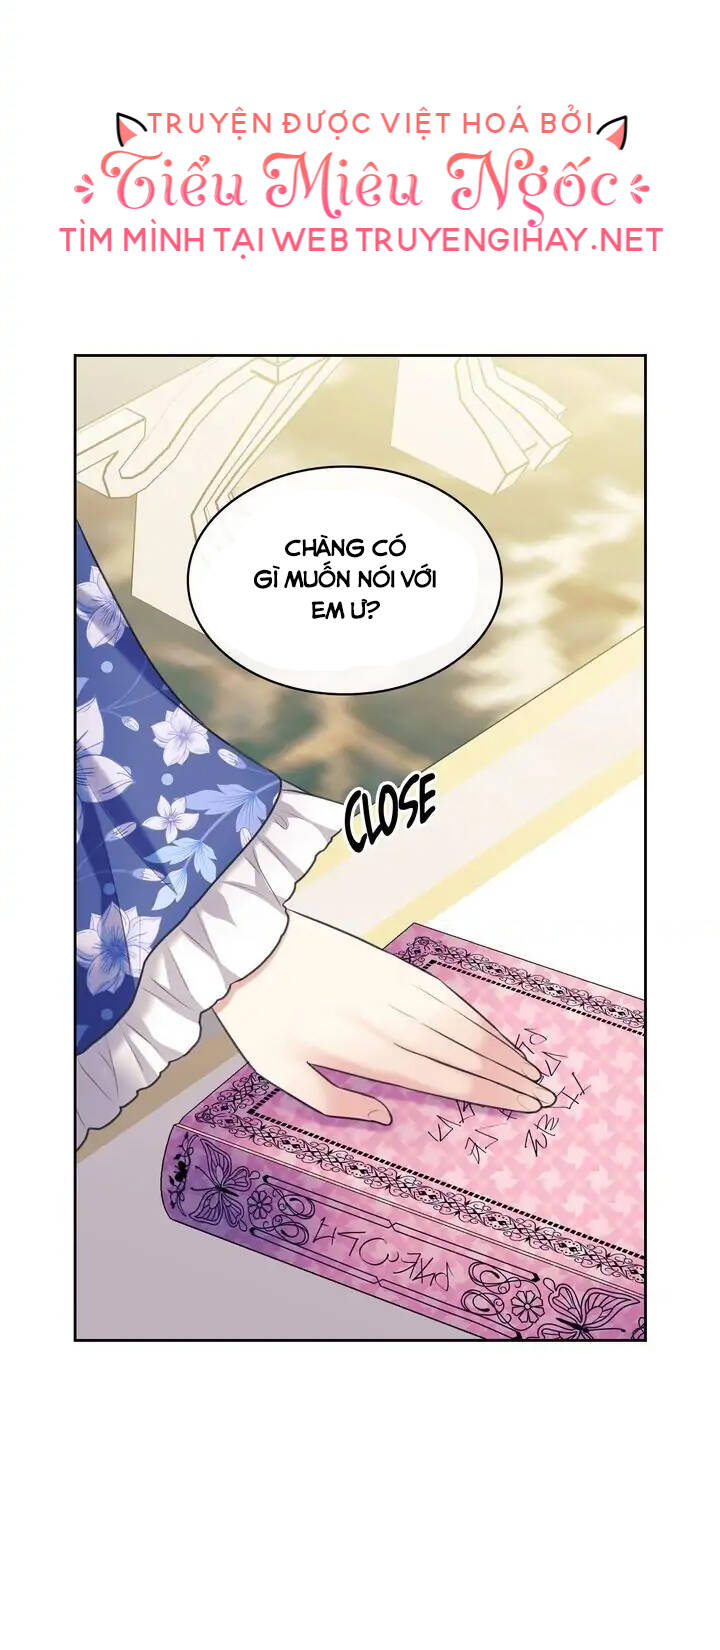 TRUYỆN ĐƯỢC VIỆT HOÁ BỞI
Tiểu Miêu Ngốc
TÌM MÌNH TẠI WEB TRUYENGIHAY.NET
CHÀNG CÓ
GÌ MUỐN NÓI VỚI
EM Ư?
CLOSE